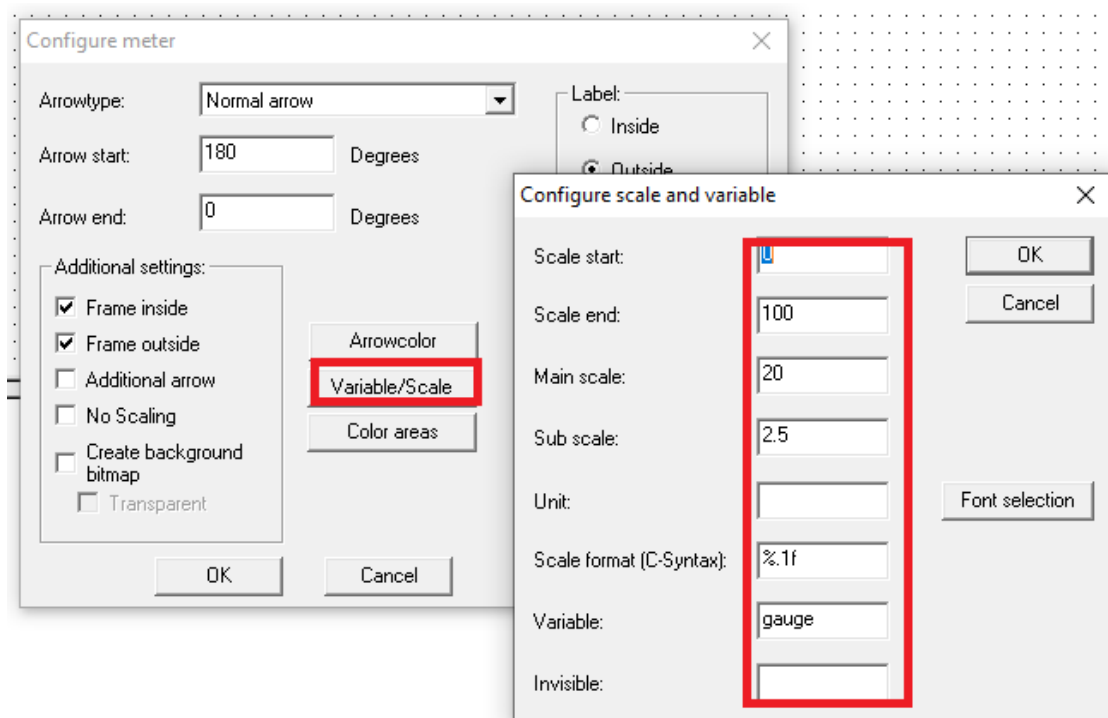 Configure meter
Arrowtype:
Normal arrow
Arrow start:
180
Degrees
Arrow end:
0
Degrees
Label:
Inside
Outside
Additional settings:
Frame inside
Frame outside
Additional arrow
No Scaling
Create background
bitmap
Transparent
Arrowcolor
Variable/Scale
Color areas
OK
Cancel
Configure scale and variable
Scale start:
0
Scale end:
100
Main scale:
20
Sub scale:
2.5
Unit:
Scale format (C-Syntax):
%.1f
Variable:
gauge
Invisible:
OK
Cancel
Font selection